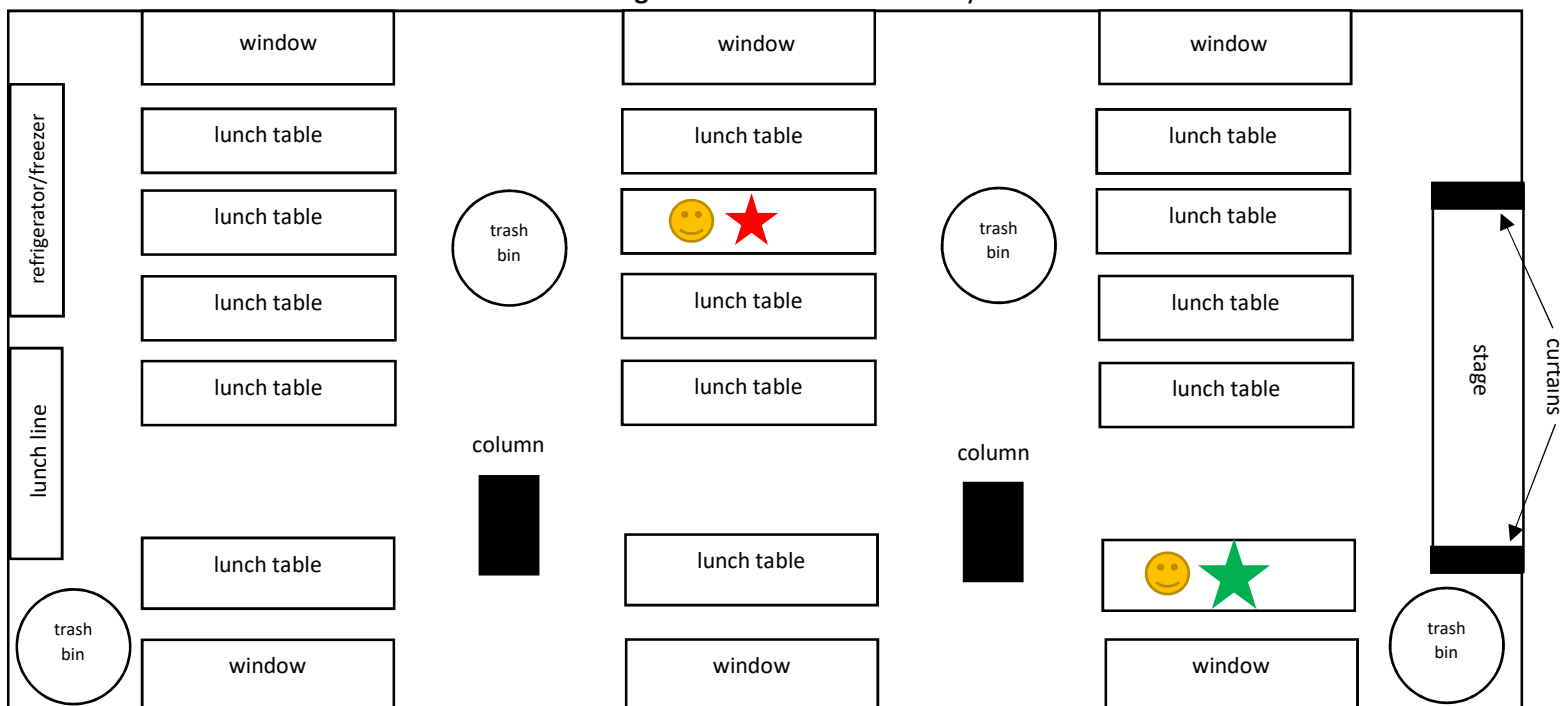 window
window
window
refrigerator/freezer
lunch table
lunch table
lunch table
lunch table
trash
bin
trash
bin
lunch table
lunch table
lunch table
lunch table
stage
curtains
lunch line
lunch table
lunch table
lunch table
column
column
lunch table
lunch table
trash
bin
window
window
window
trash
bin